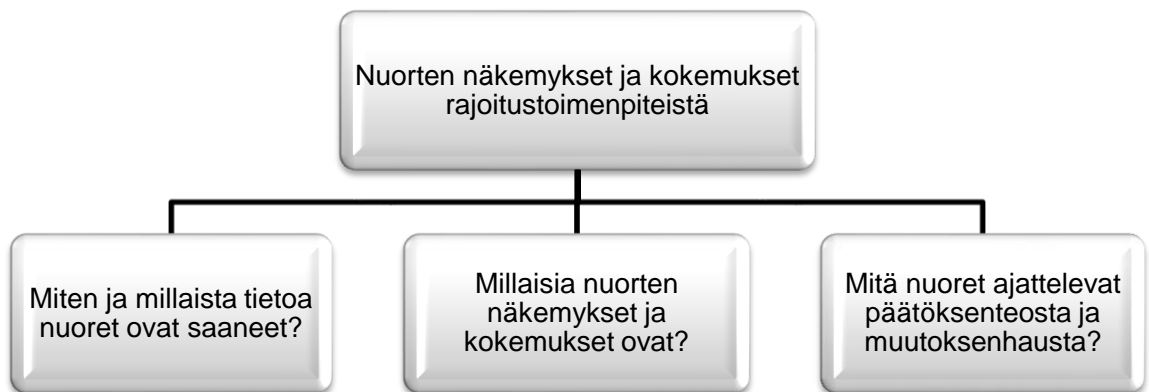 Nuorten näkemykset ja kokemukset
rajoitustoimenpiteistä
Miten ja millaista tietoa
nuoret ovat saaneet?
Millaisia nuorten
näkemykset ja
kokemukset ovat?
Mitä nuoret ajattelevat
päätöksenteosta ja
muutoksenhausta?